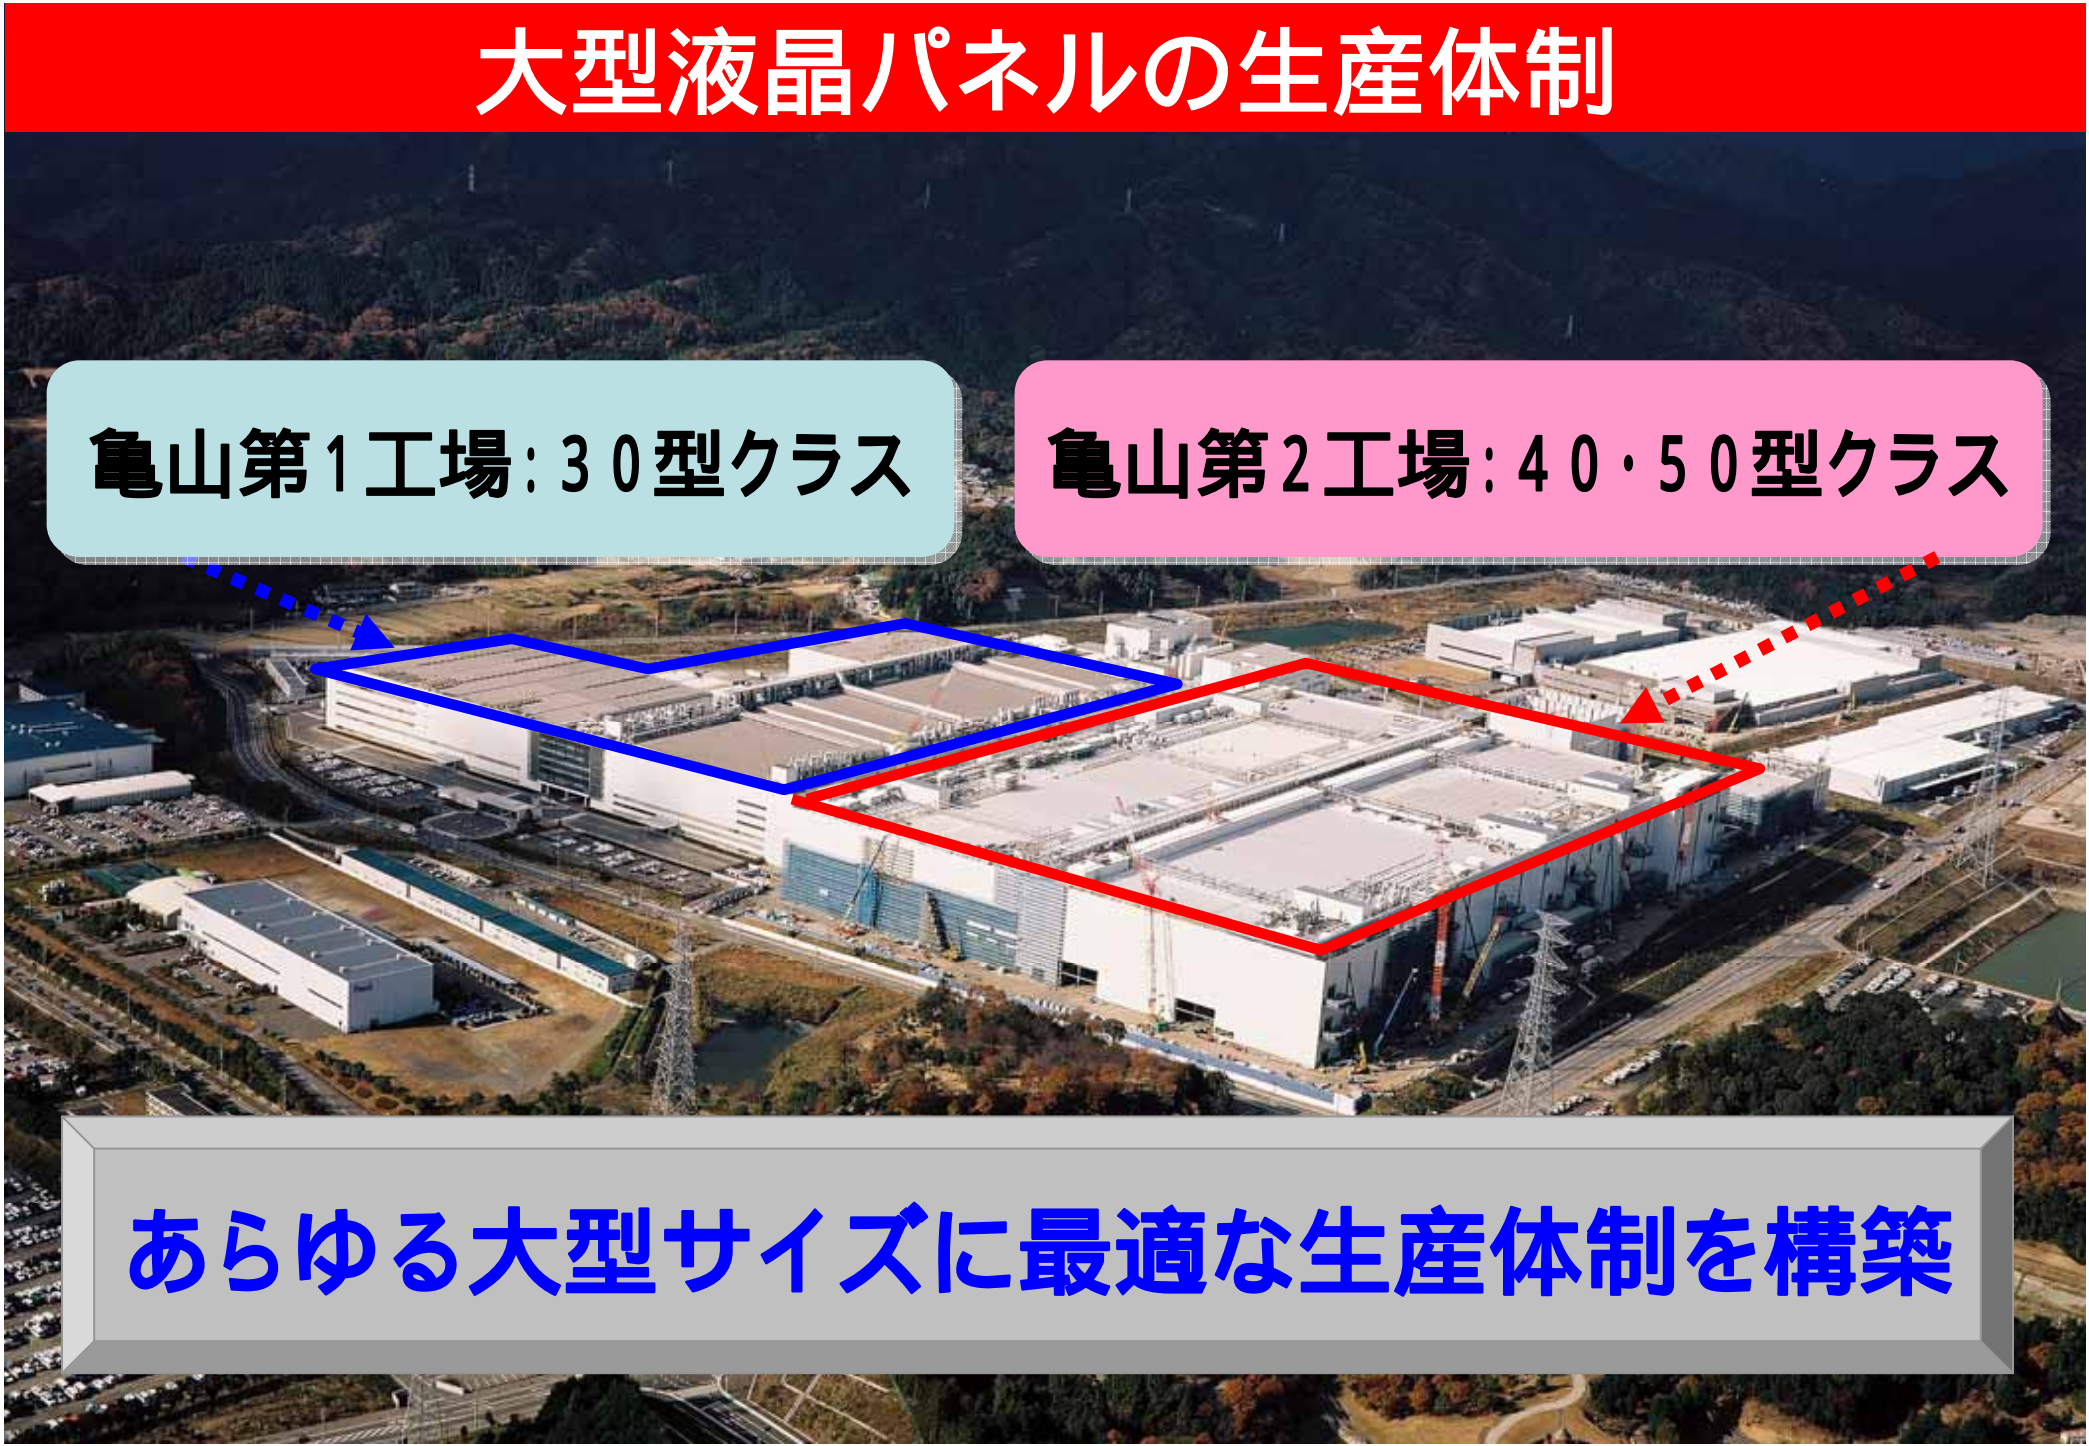 大型液晶パネルの生産体制
亀山第1工場:30型クラス
亀山第2工場:40・50型クラス
あらゆる大型サイズに最適な生産体制を構築